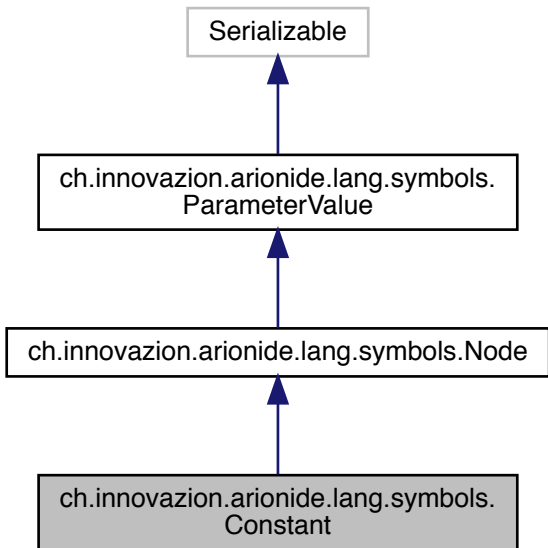 Serializable
ch.innovazion.arionide.lang.symbols.
ParameterValue
ch.innovazion.arionide.lang.symbols.Node
ch.innovazion.arionide.lang.symbols.
Constant